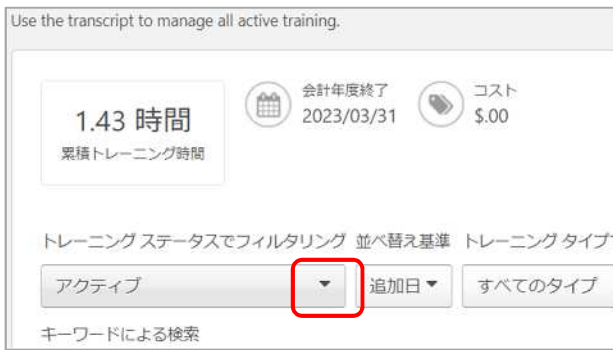 Use the transcript to manage all active training.
1.43 時間
累積トレーニング時間
会計年度終了
2023/03/31
コスト
$.00
トレーニング ステータスでフィルタリング 並べ替え基準 トレーニング タイプ
アクティブ 追加日 すべてのタイプ
キーワードによる検索